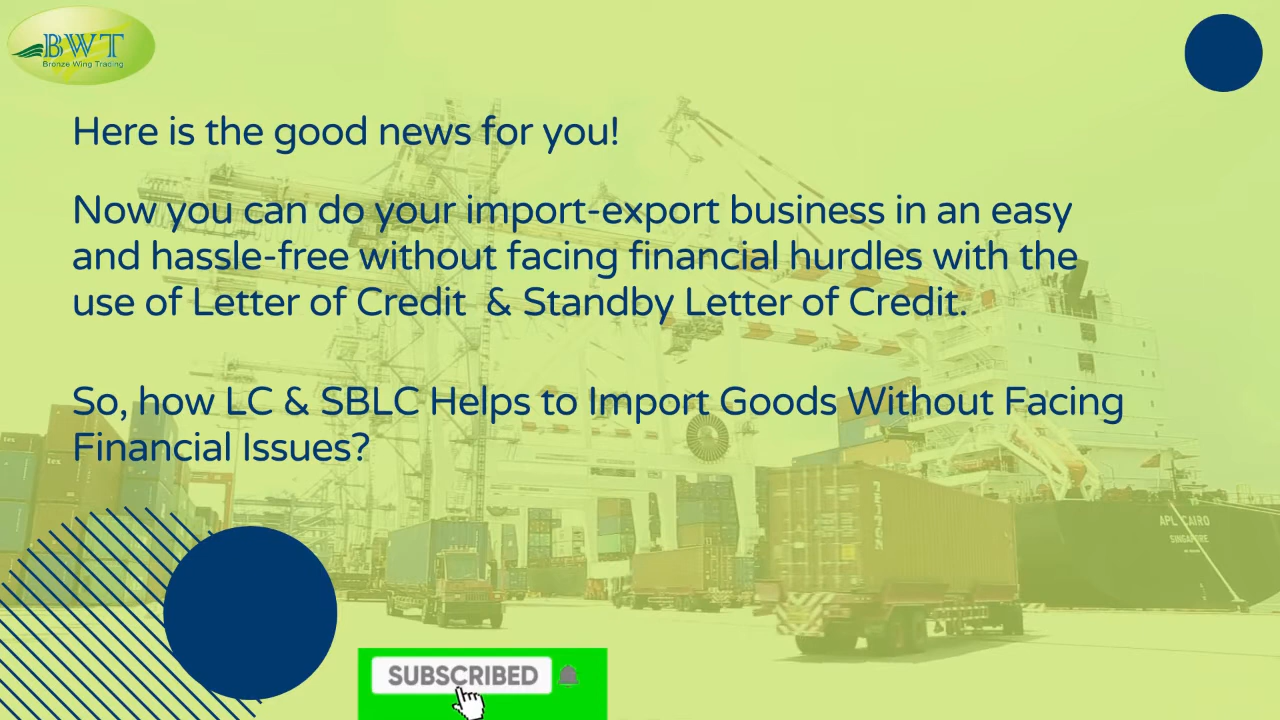 BWT
Bronze Wing Trading
Here is the good news for you!
Now you can do your import-export business in an easy
and hassle-free without facing financial hurdles with the
use of Letter of Credit & Standby Letter of Credit.
So, how LC & SBLC Helps to Import Goods Without Facing
Financial Issues?
APL CAIRO
SINGAPORE
SUBSCRIBED